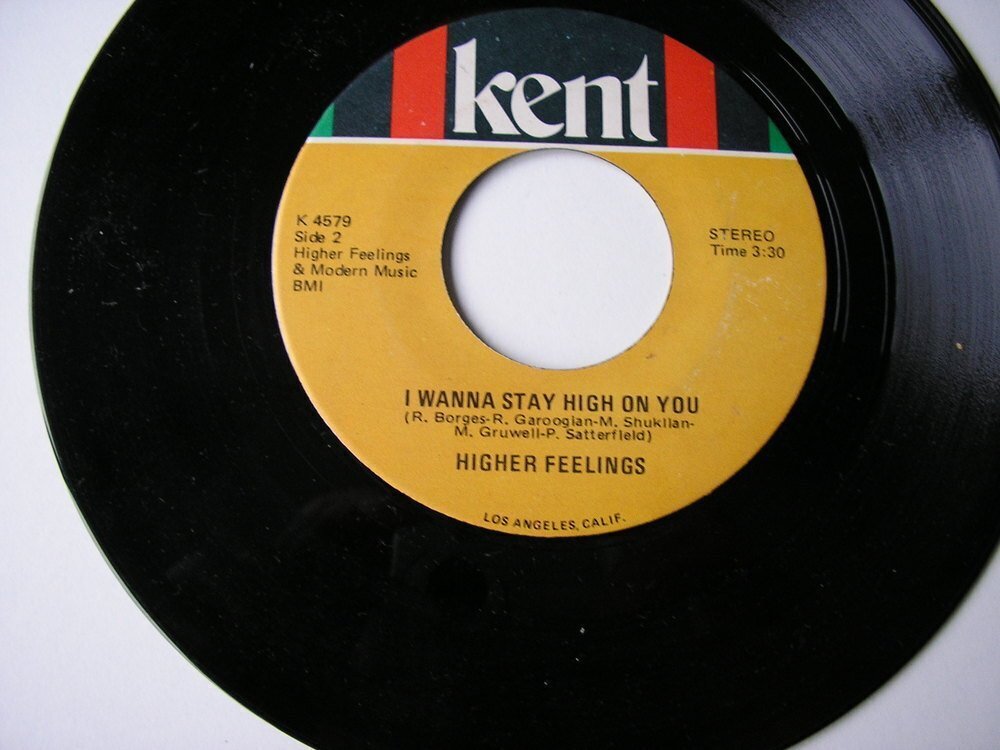 kent
K 4579
Side 2
Higher Feelings
& Modern Music
BMI
STEREO
Time 3:30
I WANNA STAY HIGH ON YOU
(R. Borges-R. Garoogian-M. Shuklian-
M. Gruwell-P. Satterfield)
HIGHER FEELINGS
LOS ANGELES, CALIF.